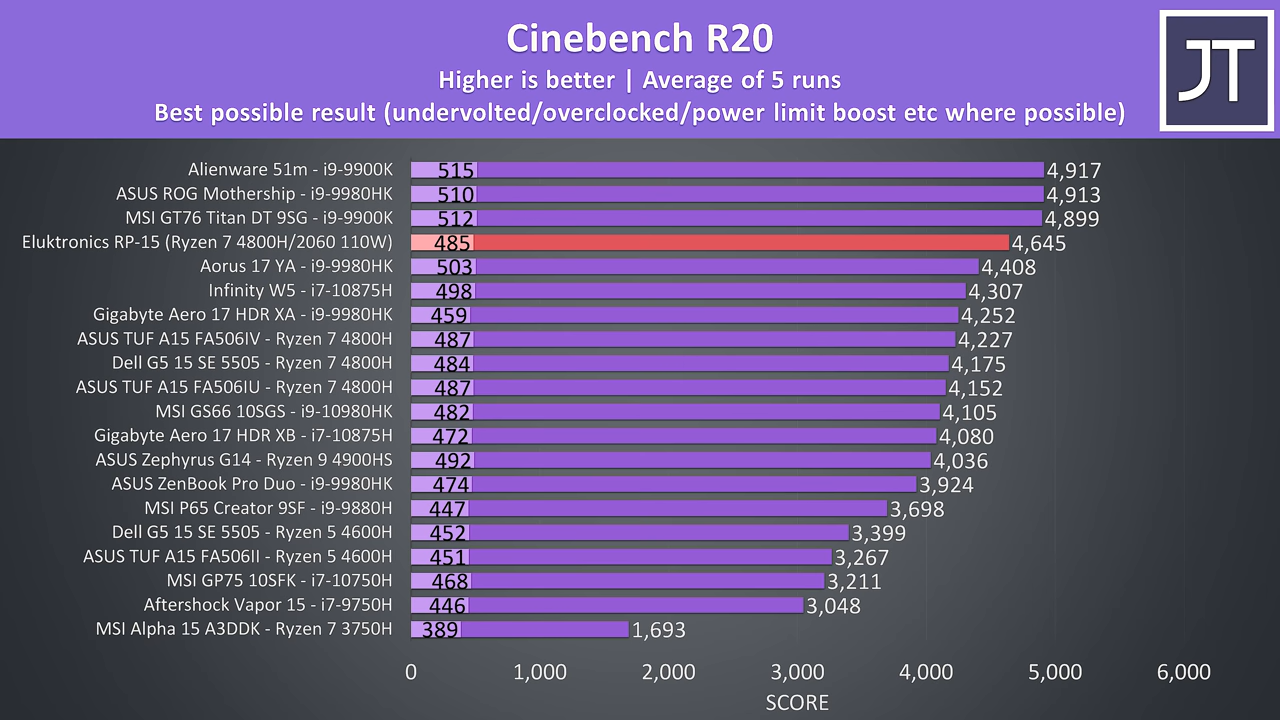 Cinebench R20
Higher is better | Average of 5 runs
Best possible result (undervolted/overclocked/power limit boost etc where possible)
JT
Alienware 51m - i9-9900K 515 4,917
ASUS ROG Mothership - i9-9980HK 510 4,913
MSI GT76 Titan DT 9SG - i9-9900K 512 4,899
Eluktronics RP-15 (Ryzen 7 4800H/2060 110W) 485 4,645
Aorus 17 YA - i9-9980HK 503 4,408
Infinity W5 - i7-10875H 498 4,307
Gigabyte Aero 17 HDR XA - i9-9980HK 459 4,252
ASUS TUF A15 FA506IV - Ryzen 7 4800H 487 4,227
Dell G5 15 SE 5505 - Ryzen 7 4800H 484 4,175
ASUS TUF A15 FA506IU - Ryzen 7 4800H 487 4,152
MSI GS66 10SGS - i9-10980HK 482 4,105
Gigabyte Aero 17 HDR XB - i7-10875H 472 4,080
ASUS Zephyrus G14 - Ryzen 9 4900HS 492 4,036
ASUS ZenBook Pro Duo - i9-9980HK 474 3,924
MSI P65 Creator 9SF - i9-9880H 447 3,698
Dell G5 15 SE 5505 - Ryzen 5 4600H 452 3,399
ASUS TUF A15 FA506II - Ryzen 5 4600H 451 3,267
MSI GP75 10SFK - i7-10750H 468 3,211
Aftershock Vapor 15 - i7-9750H 446 3,048
MSI Alpha 15 A3DDK - Ryzen 7 3750H 389 1,693
0 1,000 2,000 3,000 4,000 5,000 6,000
SCORE